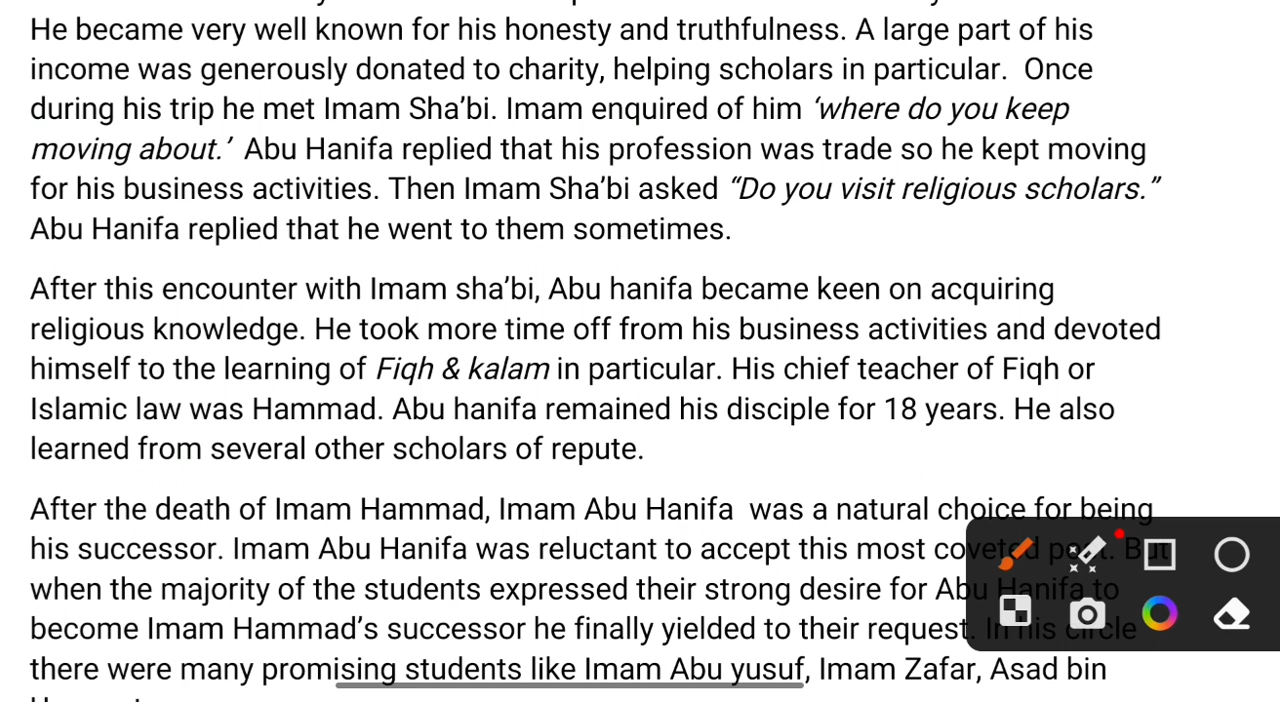 He became very well known for his honesty and truthfulness. A large part of his
income was generously donated to charity, helping scholars in particular.  Once
during his trip he met Imam Sha’bi. Imam enquired of him ‘where do you keep
moving about.’  Abu Hanifa replied that his profession was trade so he kept moving
for his business activities. Then Imam Sha’bi asked “Do you visit religious scholars.”
Abu Hanifa replied that he went to them sometimes.
After this encounter with Imam sha’bi, Abu hanifa became keen on acquiring
religious knowledge. He took more time off from his business activities and devoted
himself to the learning of Fiqh & kalam in particular. His chief teacher of Fiqh or
Islamic law was Hammad. Abu hanifa remained his disciple for 18 years. He also
learned from several other scholars of repute.
After the death of Imam Hammad, Imam Abu Hanifa  was a natural choice for being
his successor. Imam Abu Hanifa was reluctant to accept this most coveted post. But
when the majority of the students expressed their strong desire for Abu Hanifa to
become Imam Hammad’s successor he finally yielded to their request. In his circle
there were many promising students like Imam Abu yusuf, Imam Zafar, Asad bin